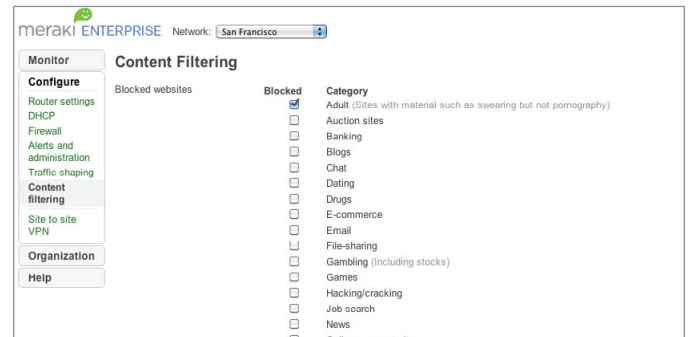 meraki ENTERPRISE Network: San Francisco
Monitor
Configure
Router settings
DHCP
Firewall
Alerts and
administration
Traffic shaping
Content
filtering
Site to site
VPN
Organization
Help
Content Filtering
Blocked websites
Blocked Category
Adult (Sites with material such as swearing but not pornography)
Auction sites
Banking
Blogs
Chat
Dating
Drugs
E-commerce
Email
File-sharing
Gambling (Including stocks)
Games
Hacking/cracking
Job search
News